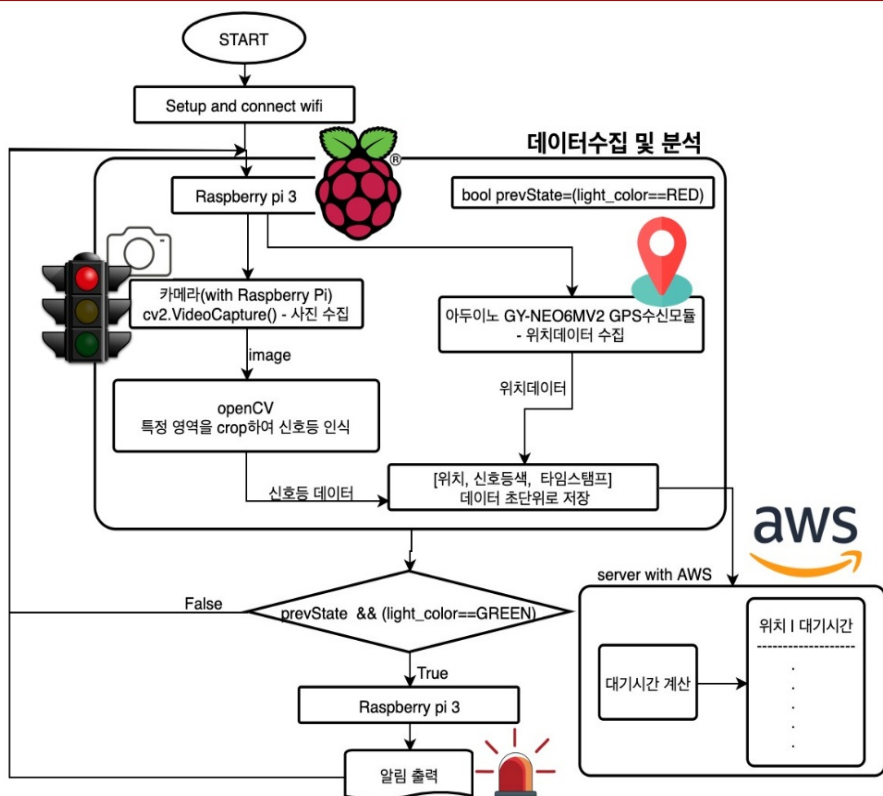 START
Setup and connect wifi
데이터수집 및 분석
Raspberry pi 3
®
bool prevState=(light_color==RED)
카메라(with Raspberry Pi)
cv2.VideoCapture() - 사진 수집
아두이노 GY-NEO6MV2 GPS수신모듈
- 위치데이터 수집
image
위치데이터
openCV
특정 영역을 crop하여 신호등 인식
신호등 데이터
[위치, 신호등색, 타임스탬프]
데이터 초단위로 저장
aws
server with AWS
False
prevState && (light_color==GREEN)
위치 | 대기시간
--------------------
.
.
.
.
.
대기시간 계산
True
Raspberry pi 3
알림 출력